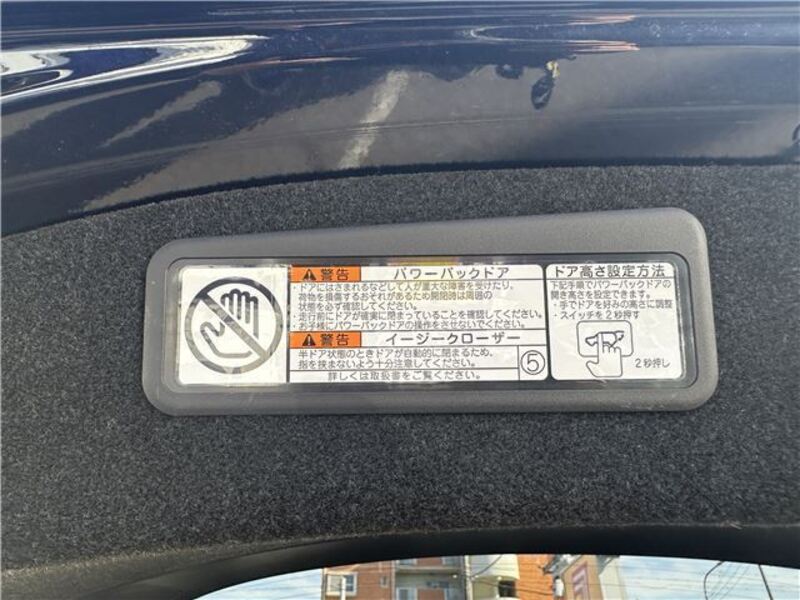 警告 パワーバックドア
・ドアにはさまれるなどして人が重大な障害を受けたり、
荷物を損傷するおそれがあるため開閉時は周囲の
状態を必ず確認してください。
・走行前にドアが確実に閉まっていることを確認してください。
・お子様にパワーバックドアの操作をさせないでください。
警告 イージークローザー
半ドア状態のときドアが自動的に閉まるため、
指を挟まないよう十分注意してください。
詳しくは取扱書をご覧ください。
⑤
ドア高さ設定方法
下記手順でパワーバックドアの
開き高さを設定できます。
・手でドアを好みの高さに調整
・スイッチを2秒押す
2秒押し